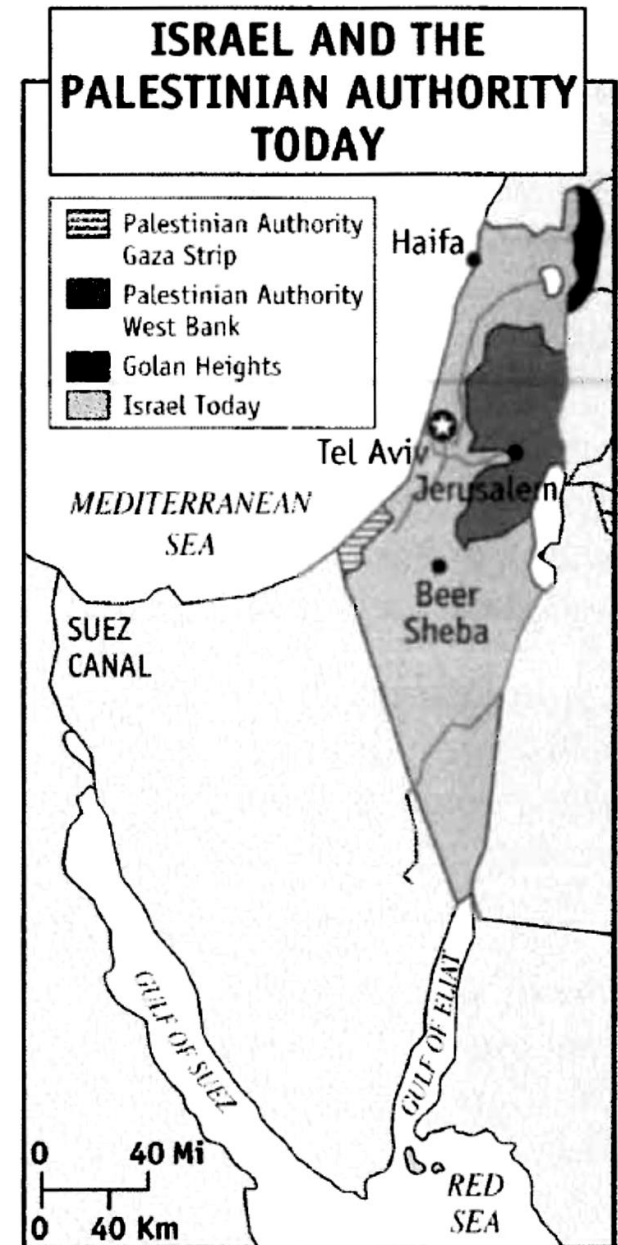 ISRAEL AND THE
PALESTINIAN AUTHORITY
TODAY
Palestinian Authority
Gaza Strip
Palestinian Authority
West Bank
Golan Heights
Israel Today
Haifa
Tel Aviv
Jerusalem
MEDITERRANEAN
SEA
Beer
Sheba
SUEZ
CANAL
GULF OF SUEZ
GULF OF ELIAT
0 40 Mi
0 40 Km
RED
SEA